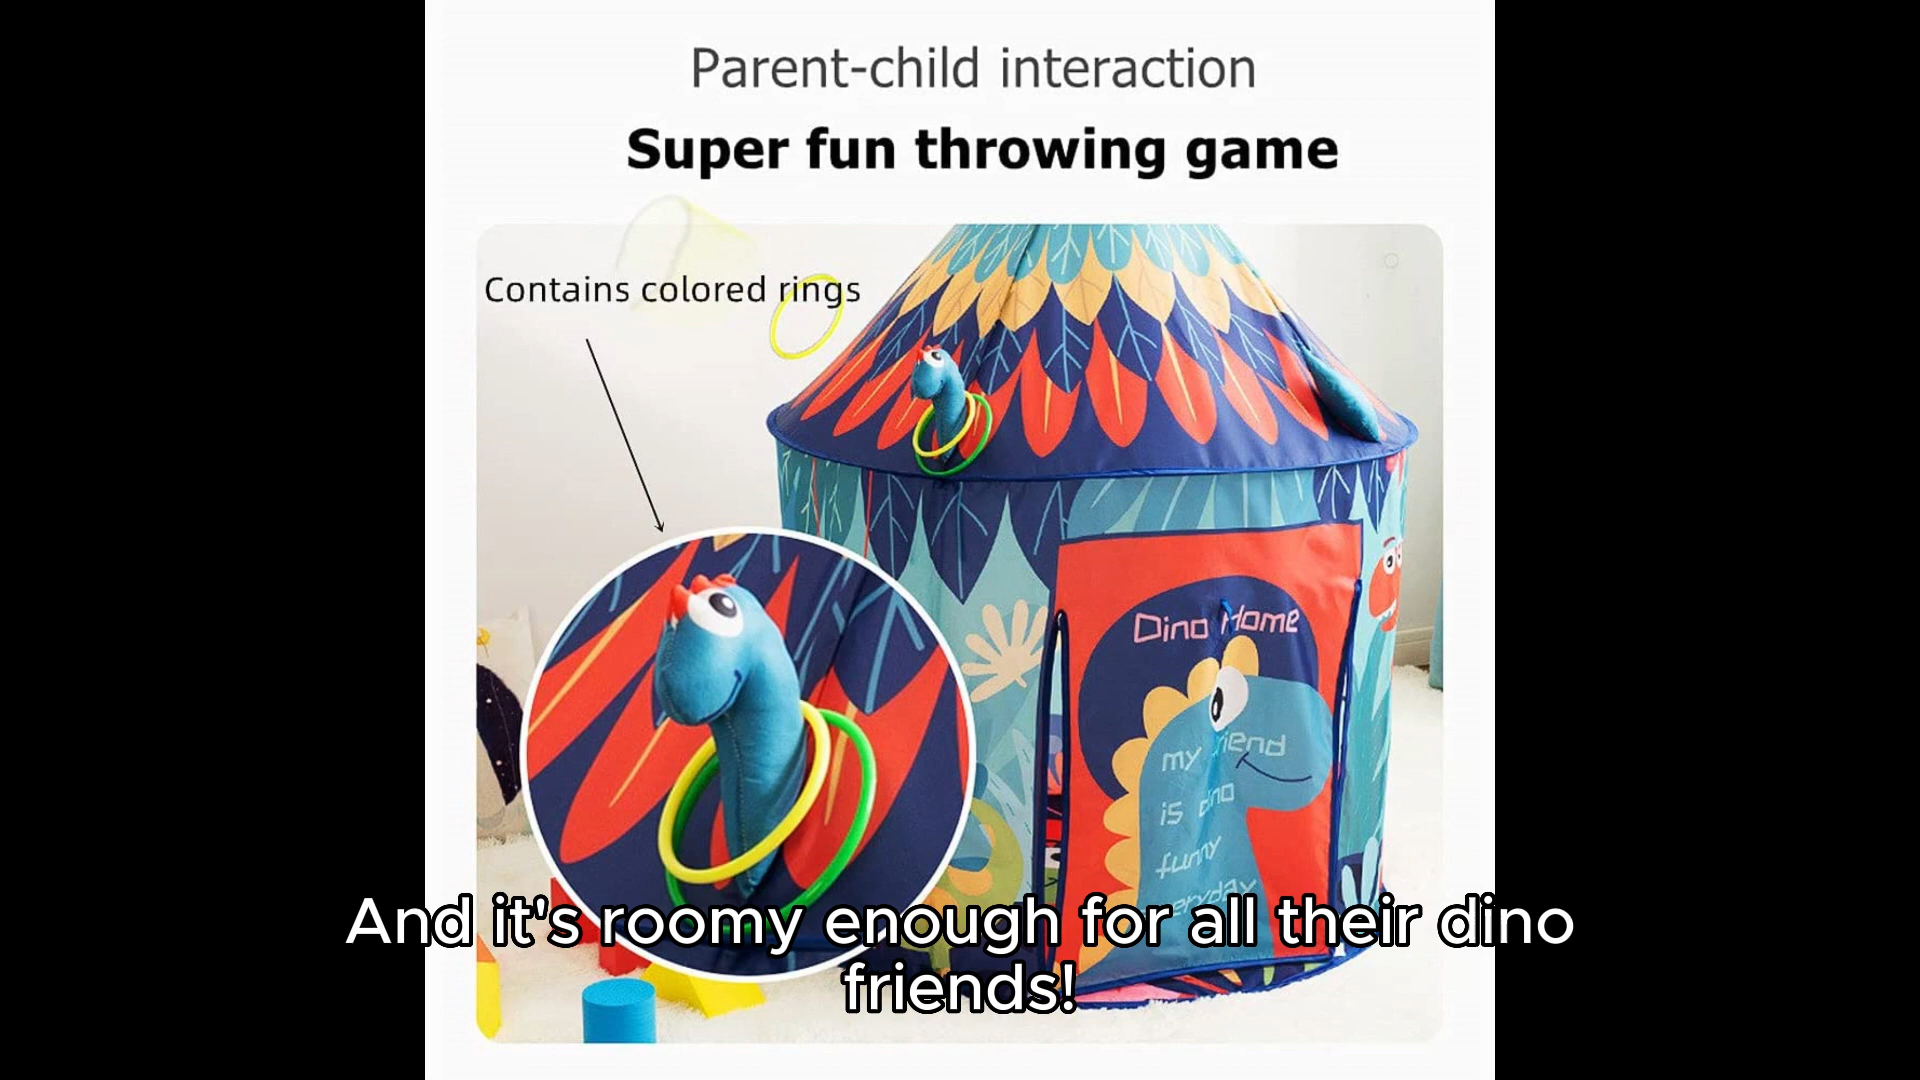 Parent-child interaction
Super fun throwing game
Contains colored rings
Dino Home
my friend
is dino
funny
everyday
And it's roomy enough for all their dino
friends!